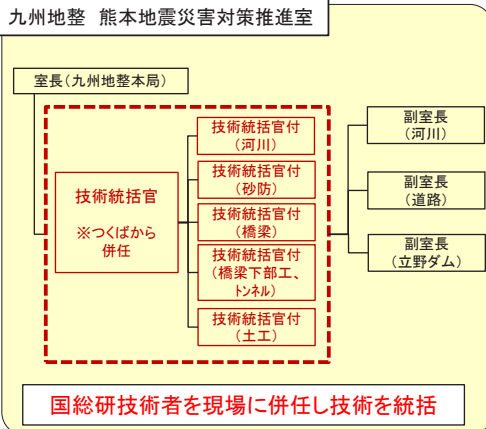 九州地整 熊本地震災害対策推進室
室長(九州地整本局)
技術統括官
※つくばから
併任
技術統括官付
(河川)
技術統括官付
(砂防)
技術統括官付
(橋梁)
技術統括官付
(橋梁下部工、
トンネル)
技術統括官付
(土工)
副室長
(河川)
副室長
(道路)
副室長
(立野ダム)
国総研技術者を現場に併任し技術を統括